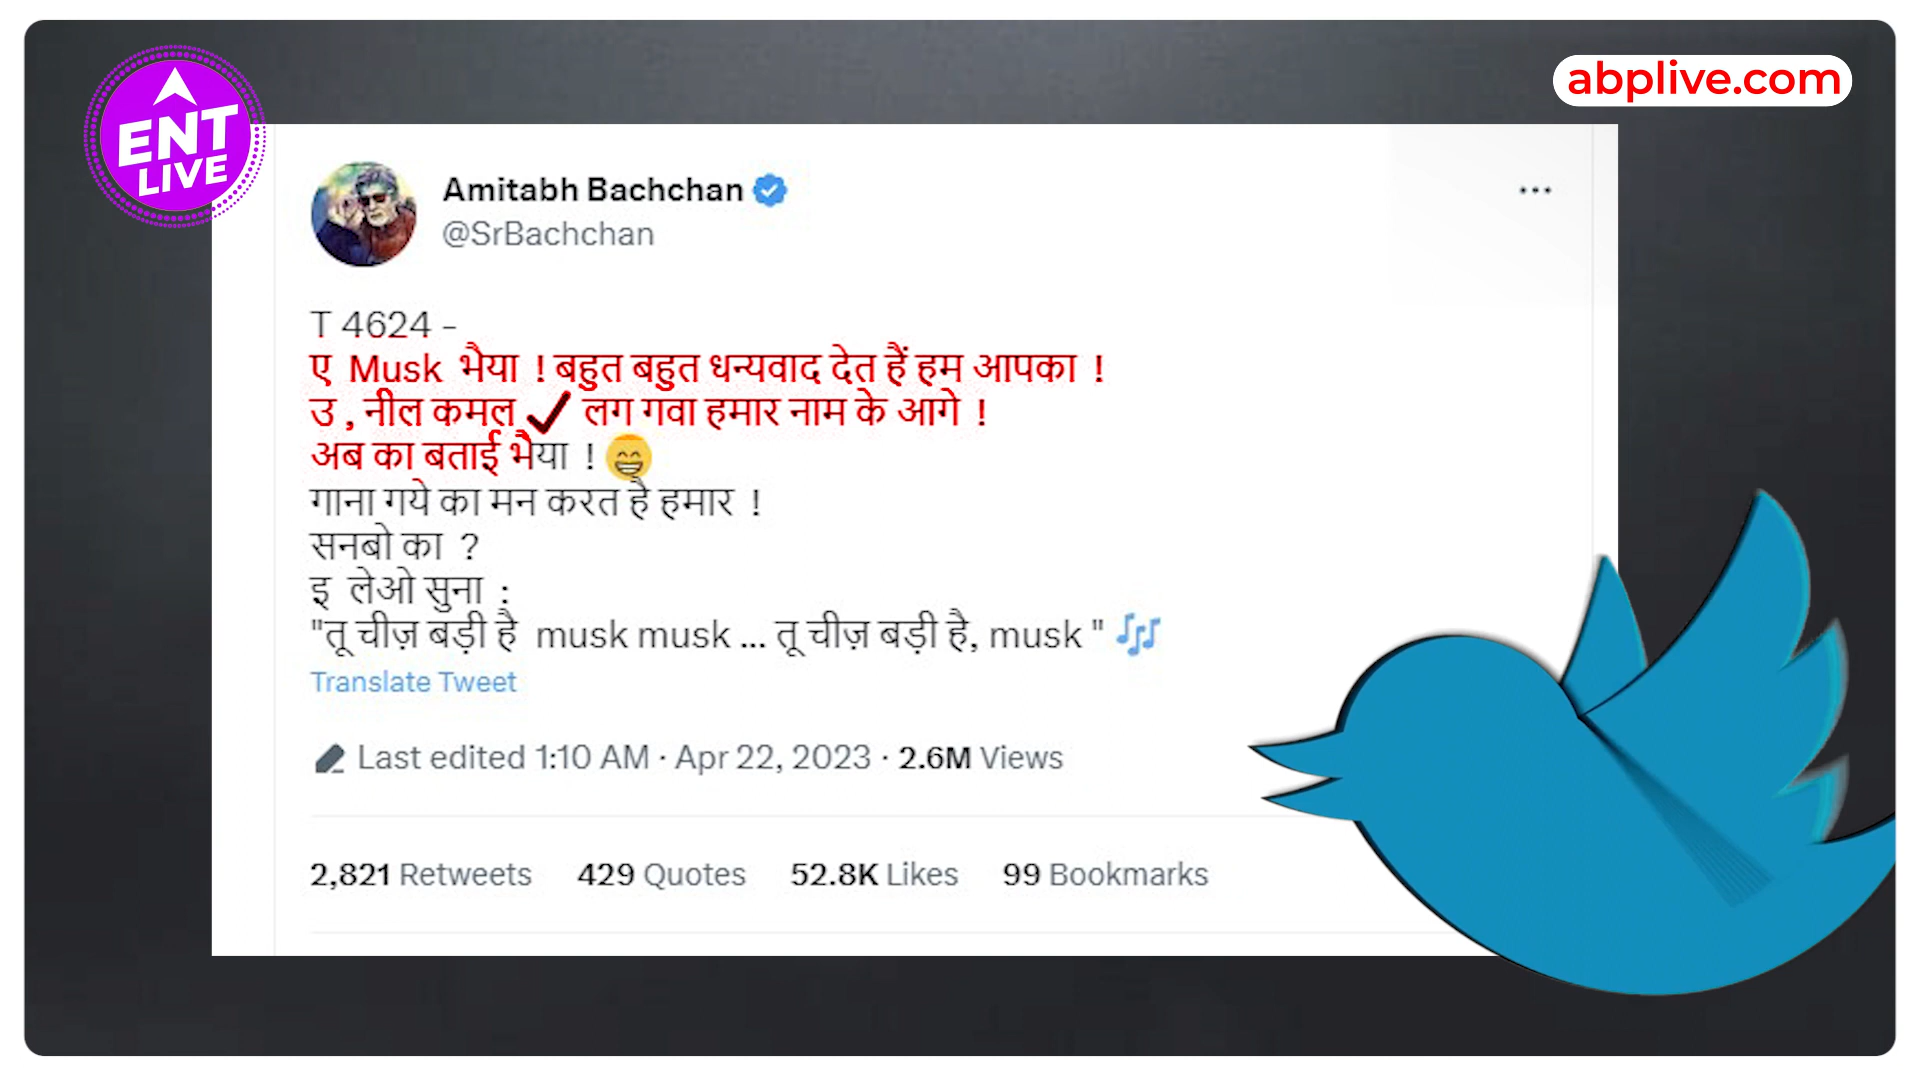 ENT
LIVE
abplive.com
Amitabh Bachchan
@SrBachchan
T 4624 -
ए Musk भैया ! बहुत बहुत धन्यवाद देत हैं हम आपका !
उ , नील कमल ✔ लग गवा हमार नाम के आगे !
अब का बताई भैया ! 😁
गाना गये का मन करत है हमार !
सनबो का ?
इ लेओ सुना :
"तू चीज़ बड़ी है musk musk ... तू चीज़ बड़ी है, musk " 🎶
Translate Tweet
Last edited 1:10 AM · Apr 22, 2023 · 2.6M Views
2,821 Retweets 429 Quotes 52.8K Likes 99 Bookmarks